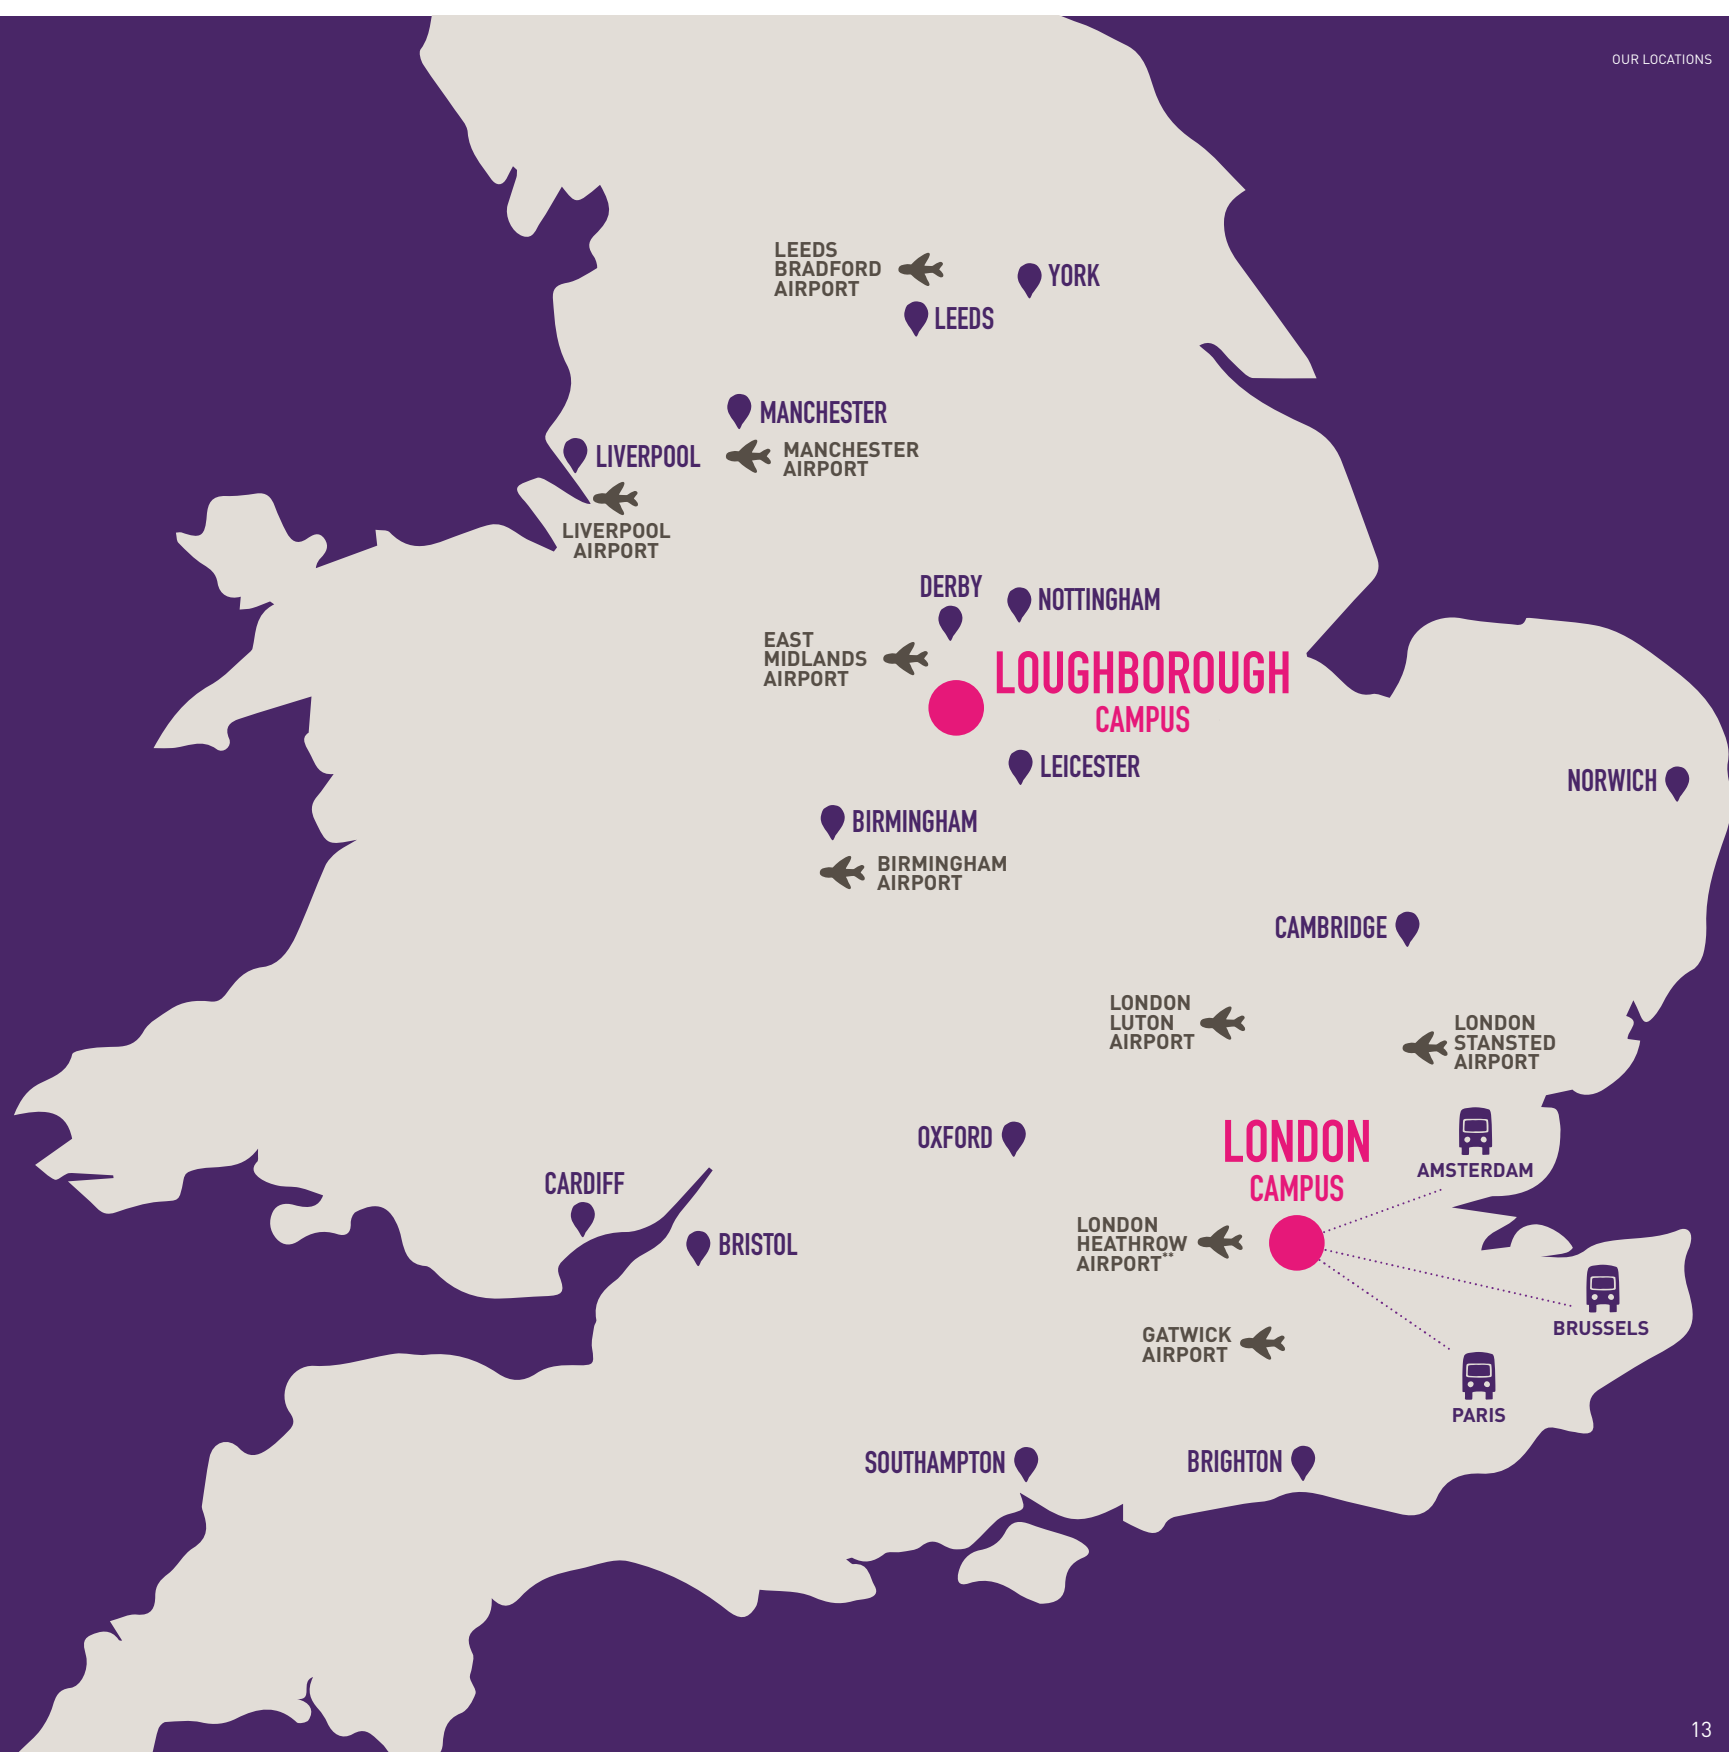 OUR LOCATIONS
LEEDS
BRADFORD
AIRPORT
YORK
LEEDS
MANCHESTER
MANCHESTER
AIRPORT
LIVERPOOL
LIVERPOOL
AIRPORT
DERBY
NOTTINGHAM
EAST
MIDLANDS
AIRPORT
LOUGHBOROUGH
CAMPUS
LEICESTER
NORWICH
BIRMINGHAM
BIRMINGHAM
AIRPORT
CAMBRIDGE
LONDON
LUTON
AIRPORT
LONDON
STANSTED
AIRPORT
OXFORD
LONDON
CAMPUS
AMSTERDAM
CARDIFF
BRISTOL
LONDON
HEATHROW
AIRPORT**
BRUSSELS
GATWICK
AIRPORT
PARIS
SOUTHAMPTON
BRIGHTON
13